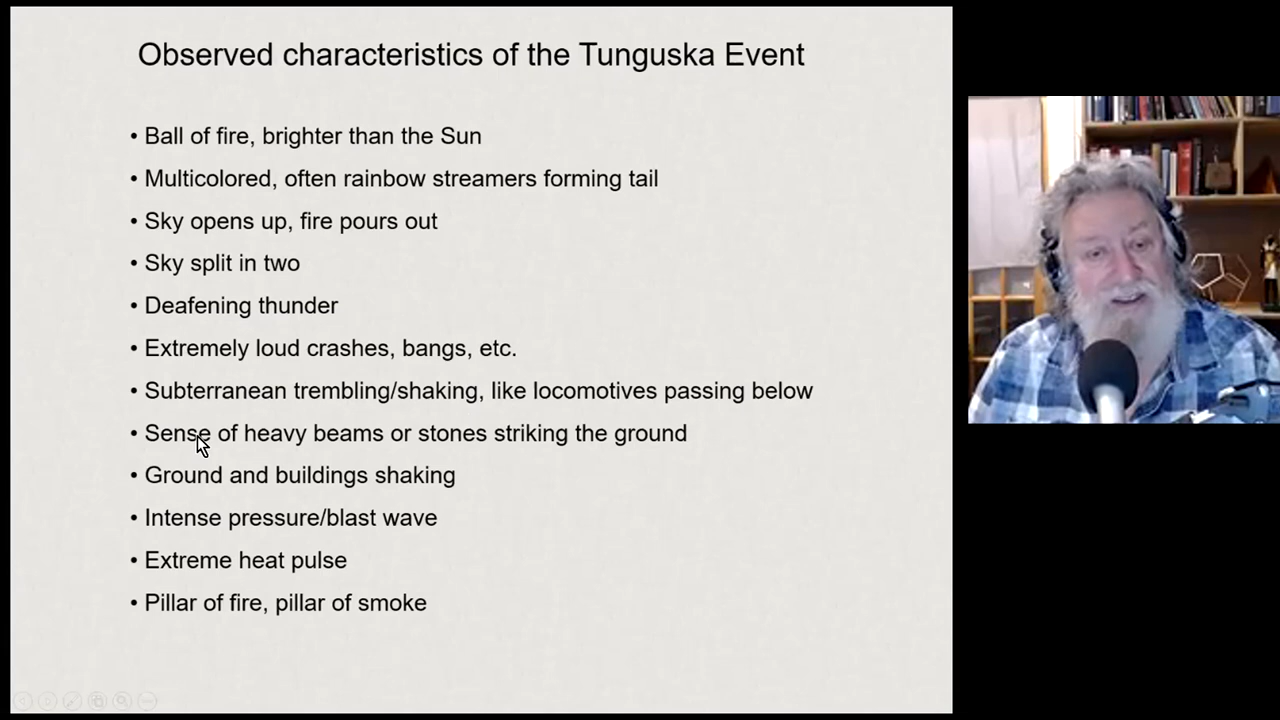 Observed characteristics of the Tunguska Event
• Ball of fire, brighter than the Sun
• Multicolored, often rainbow streamers forming tail
• Sky opens up, fire pours out
• Sky split in two
• Deafening thunder
• Extremely loud crashes, bangs, etc.
• Subterranean trembling/shaking, like locomotives passing below
• Sense of heavy beams or stones striking the ground
• Ground and buildings shaking
• Intense pressure/blast wave
• Extreme heat pulse
• Pillar of fire, pillar of smoke